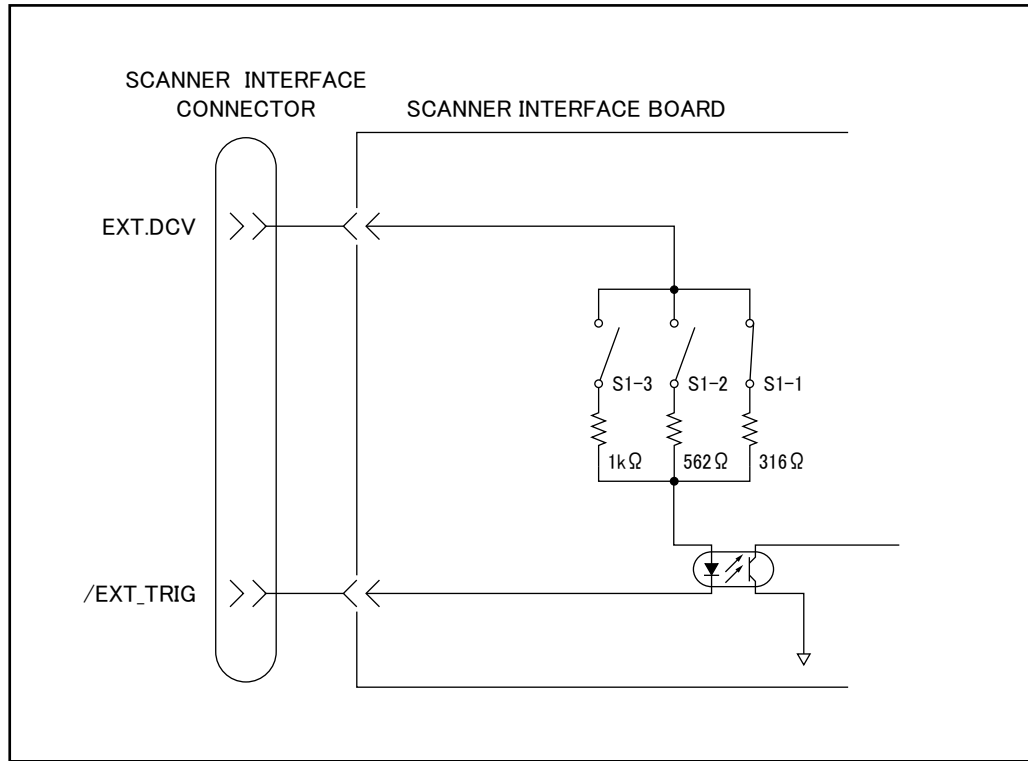 SCANNER INTERFACE
CONNECTOR
SCANNER INTERFACE BOARD
EXT.DCV
S1-3
S1-2
S1-1
1kΩ
562Ω
316Ω
/EXT_TRIG